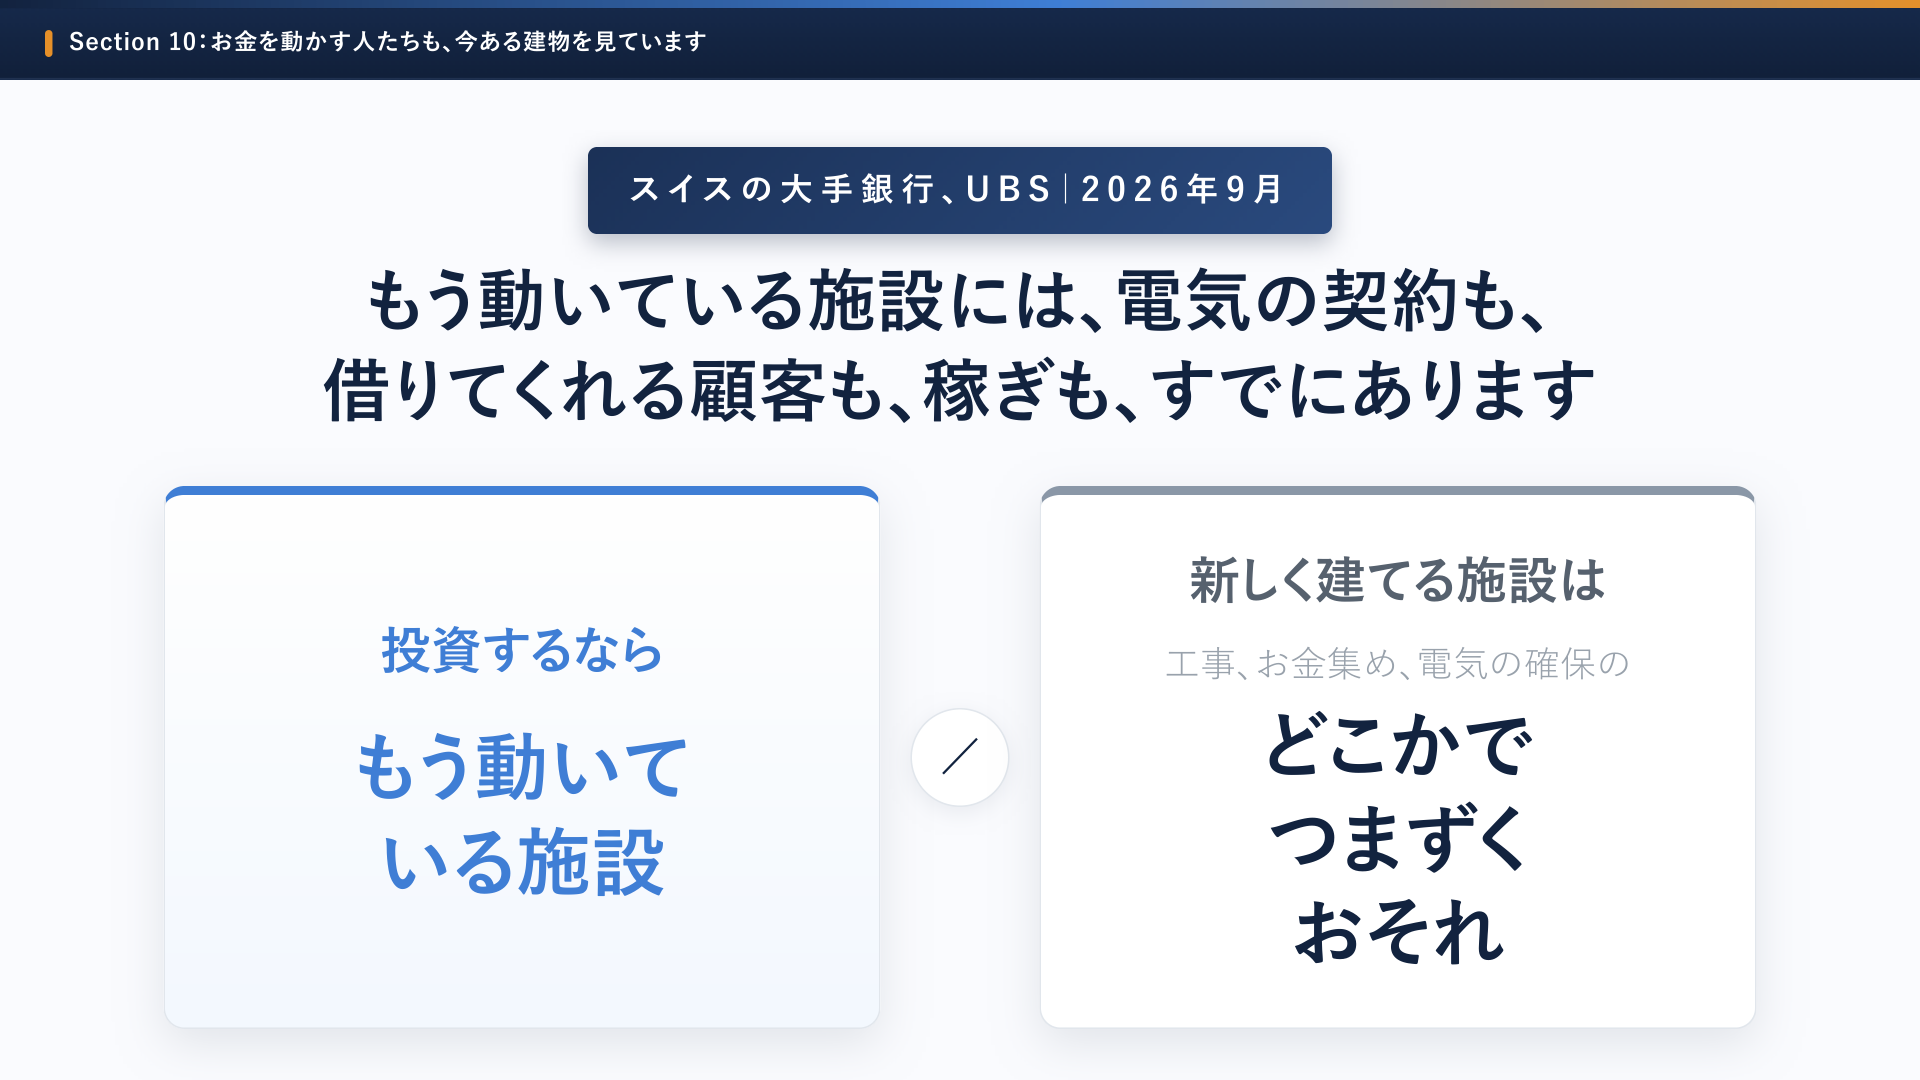 Section 10：お金を動かす人たちも、今ある建物を見ています
スイスの大手銀行、UBS｜2026年9月
もう動いている施設には、電気の契約も、
借りてくれる顧客も、稼ぎも、すでにあります
投資するなら
もう動いて
いる施設
／
新しく建てる施設は
工事、お金集め、電気の確保の
どこかで
つまずく
おそれ